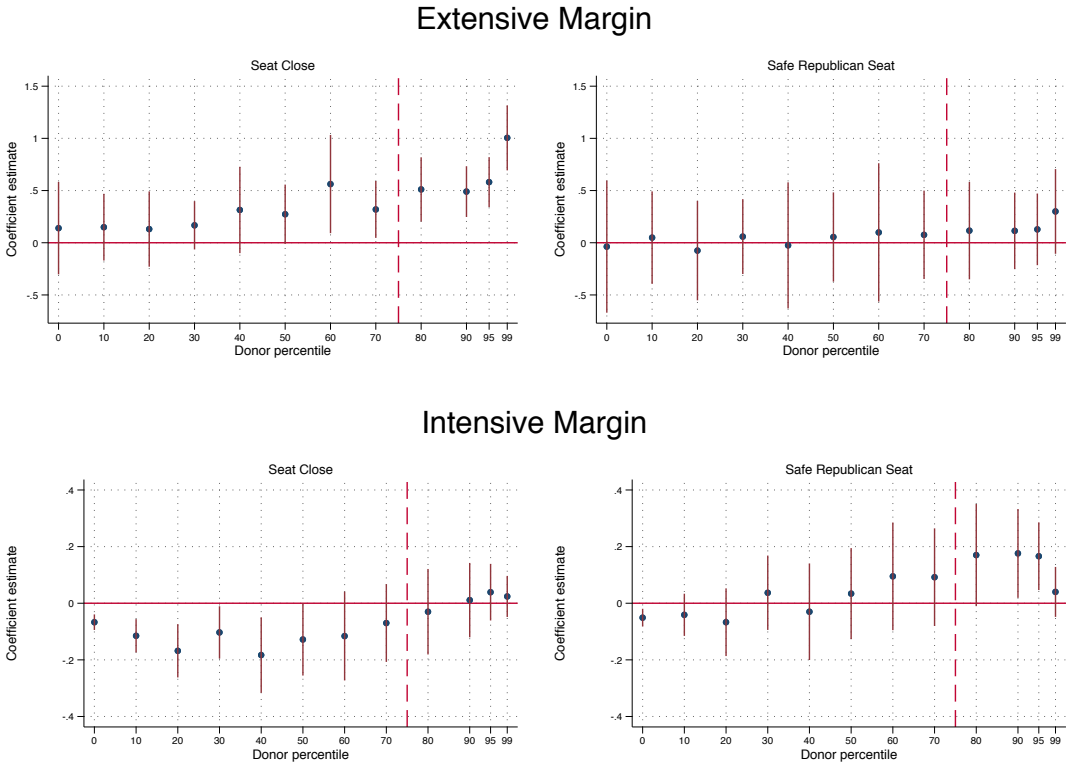 Extensive Margin
Seat Close
Coefficient estimate
1.5
1
.5
0
-.5
0 10 20 30 40 50 60 70 80 90 95 99
Donor percentile
Safe Republican Seat
Coefficient estimate
1.5
1
.5
0
-.5
0 10 20 30 40 50 60 70 80 90 95 99
Donor percentile
Intensive Margin
Seat Close
Coefficient estimate
.4
.2
0
-.2
-.4
0 10 20 30 40 50 60 70 80 90 95 99
Donor percentile
Safe Republican Seat
Coefficient estimate
.4
.2
0
-.2
-.4
0 10 20 30 40 50 60 70 80 90 95 99
Donor percentile